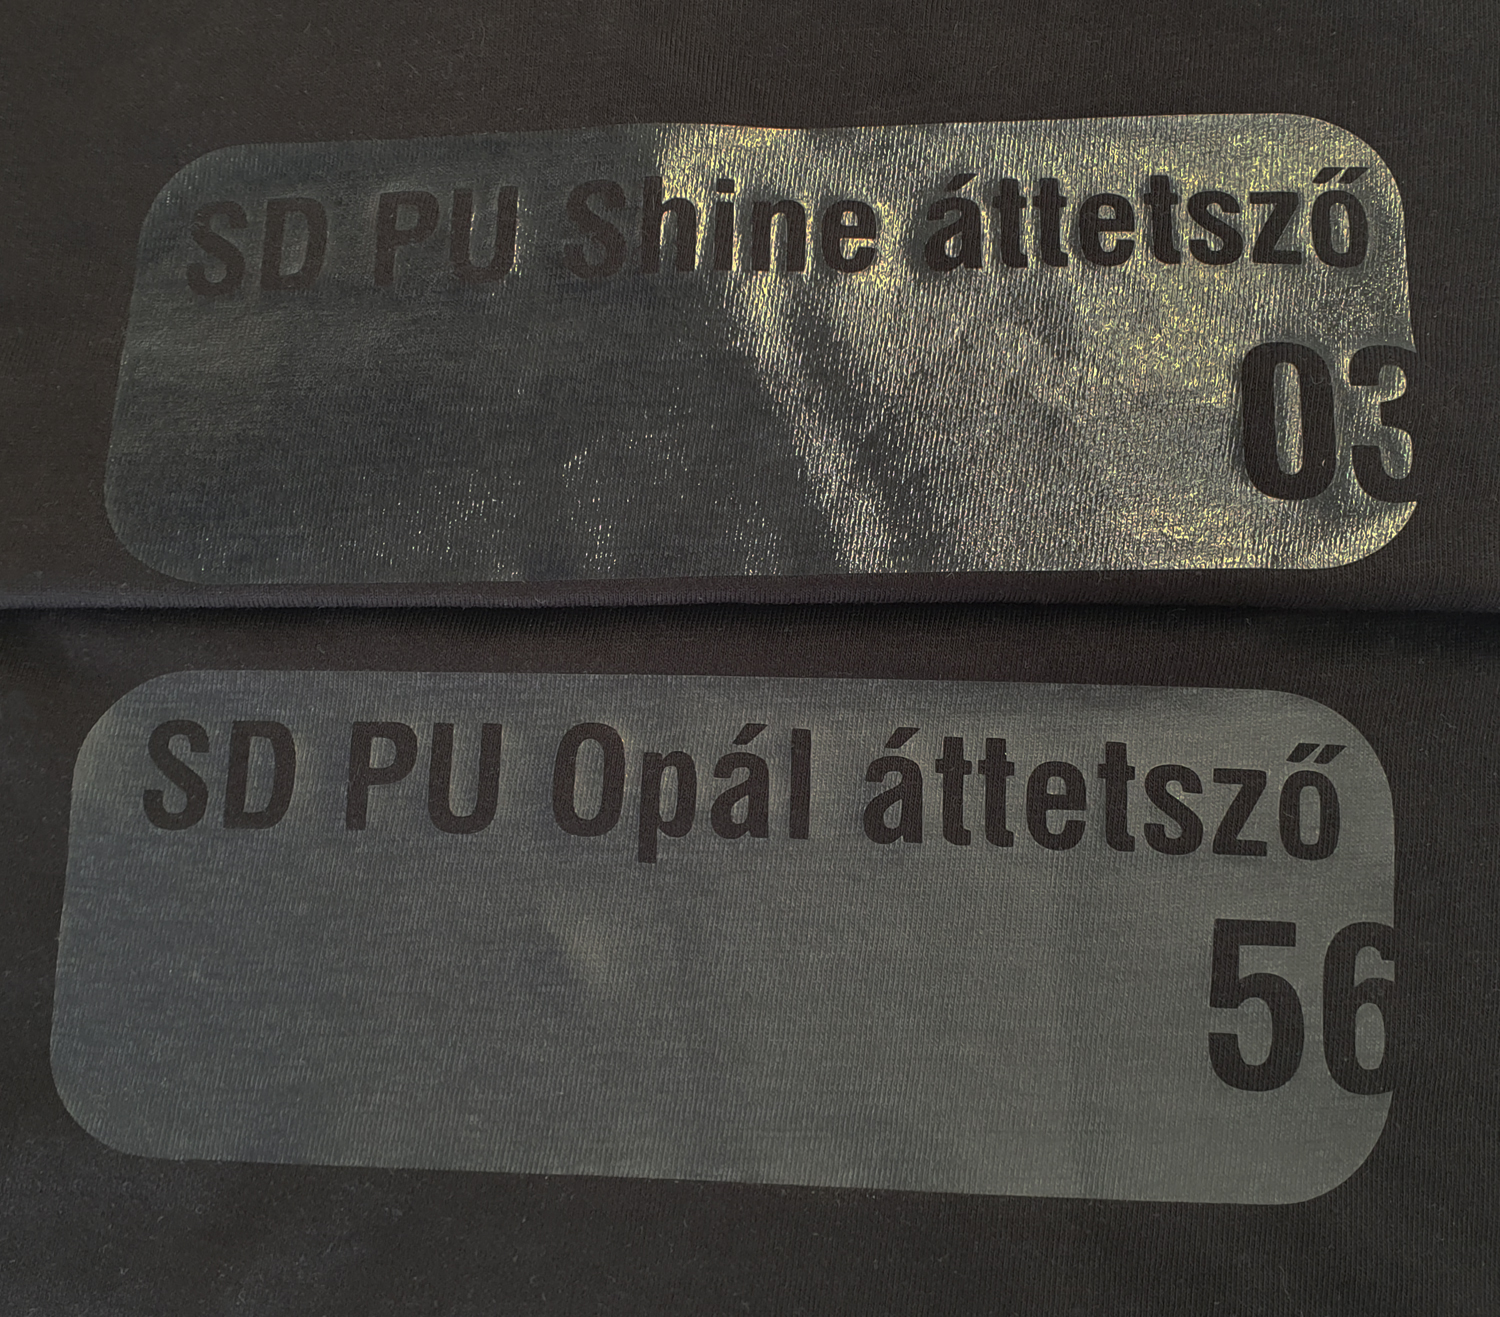 SD PU Shine áttetsző
03
SD PU Opál áttetsző
56